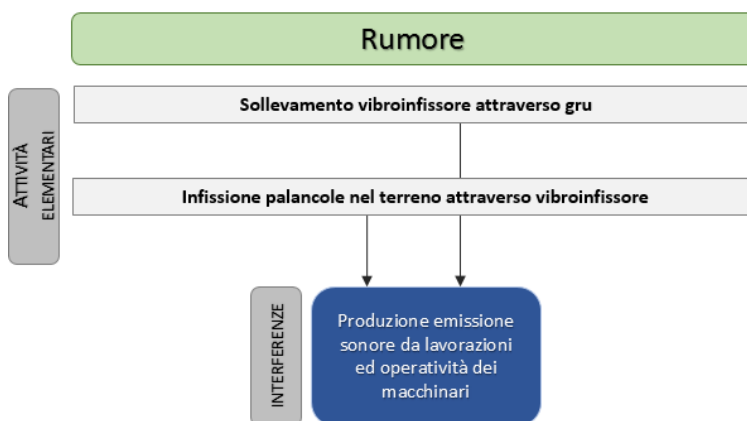 Rumore
ATTIVITÀ
ELEMENTARI
Sollevamento vibroinfissore attraverso gru
Infissione palancole nel terreno attraverso vibroinfissore
INTERFERENZE
Produzione emissione
sonore da lavorazioni
ed operatività dei
macchinari